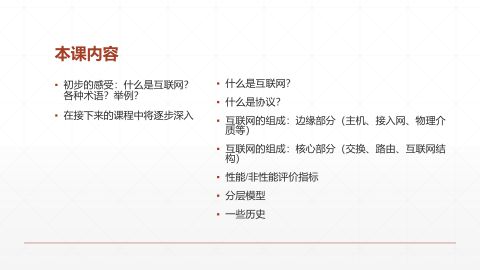 本课内容
▪ 初步的感受：什么是互联网？
各种术语？举例？
▪ 在接下来的课程中将逐步深入
▪ 什么是互联网？
▪ 什么是协议？
▪ 互联网的组成：边缘部分（主机、接入网、物理介
质等）
▪ 互联网的组成：核心部分（交换、路由、互联网结
构）
▪ 性能/非性能评价指标
▪ 分层模型
▪ 一些历史